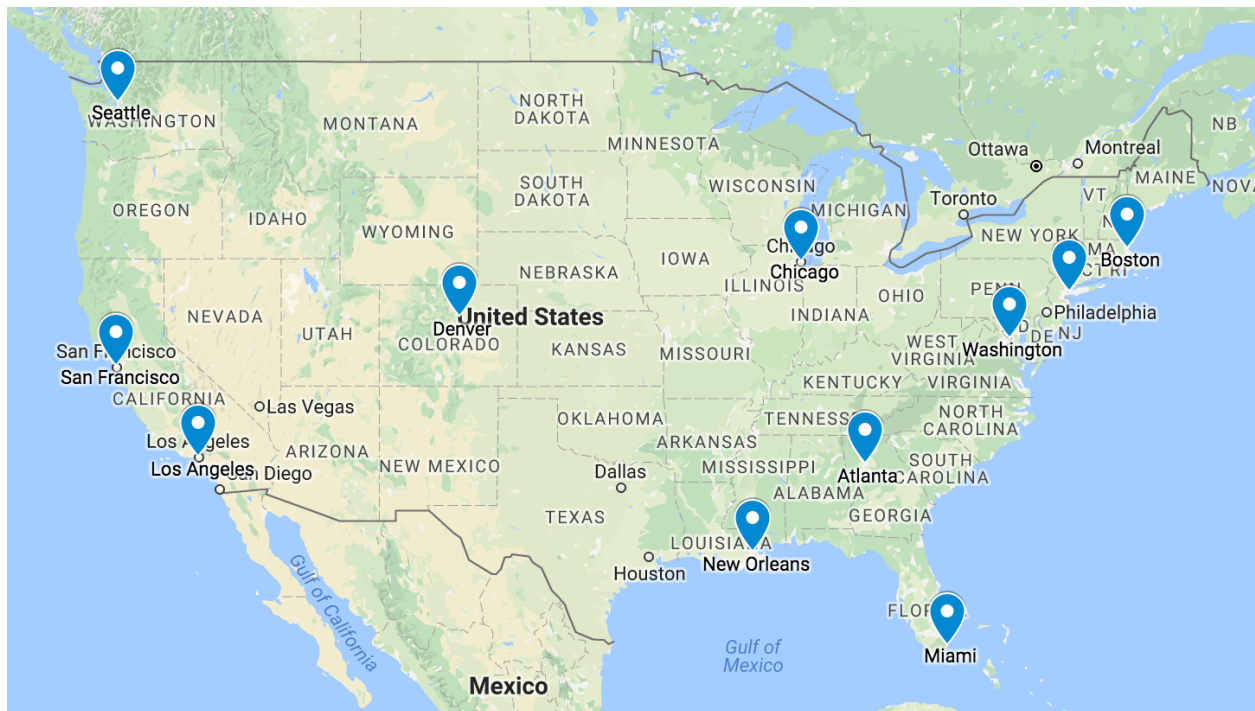 Seattle
WASHINGTON
MONTANA
NORTH
DAKOTA
MINNESOTA
Ottawa
Montreal
NB
MAINE
NOVA
OREGON
IDAHO
SOUTH
DAKOTA
WISCONSIN
MICHIGAN
Toronto
VT
WYOMING
Chicago
Chicago
NEW YORK
MA
Boston
CT RI
IOWA
NEBRASKA
ILLINOIS
OHIO
PENN
NEVADA
UTAH
Denver
United States
COLORADO
INDIANA
Philadelphia
DE
NJ
Washington
San Francisco
San Francisco
KANSAS
MISSOURI
WEST
VIRGINIA
KENTUCKY
VIRGINIA
CALIFORNIA
Las Vegas
OKLAHOMA
NORTH
CAROLINA
Los Angeles
Los Angeles
San Diego
ARIZONA
NEW MEXICO
ARKANSAS
Dallas
MISSISSIPPI
Atlanta
SOUTH
CAROLINA
ALABAMA
TEXAS
GEORGIA
LOUISIANA
New Orleans
Houston
Gulf of California
FLORIDA
Miami
Gulf of
Mexico
Mexico